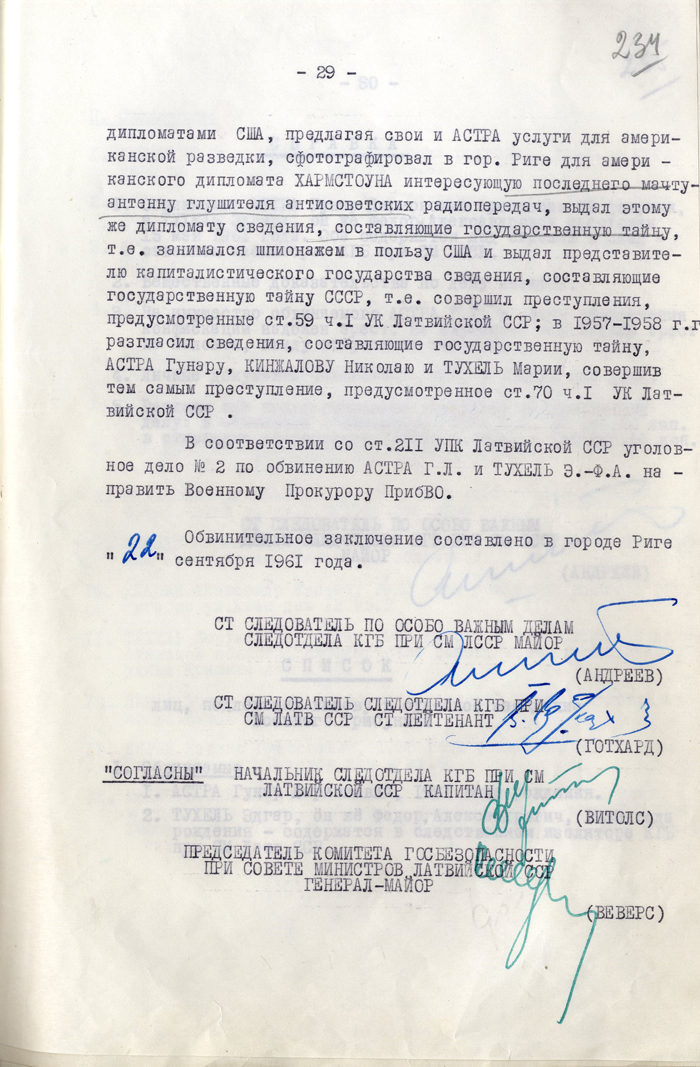 234
- 29 -
дипломатами США, предлагая свои и АСТРА услуги для амери-
канской разведки, сфотографировал в гор. Риге для амери -
канского дипломата ХАРМСТОУНА интересующую последнего мачту-
антенну глушителя антисоветских радиопередач, выдал этому
же дипломату сведения, составляющие государственную тайну,
т.е. занимался шпионажем в пользу США и выдал представите-
лю капиталистического государства сведения, составляющие
государственную тайну СССР, т.е. совершил преступления,
предусмотренные ст.59 ч.I УК Латвийской ССР; в 1957-1958 г.г
разгласил сведения, составляющие государственную тайну,
АСТРА Гунару, КИНЖАЛОВУ Николаю и ТУХЕЛЬ Марии, совершив
тем самым преступление, предусмотренное ст.70 ч.I УК Лат-
вийской ССР .
В соответствии со ст.2II УПК Латвийской ССР уголов-
ное дело № 2 по обвинению АСТРА Г.Л. и ТУХЕЛЬ Э.-Ф.А. на -
править Военному Прокурору ПрибВО.
Обвинительное заключение составлено в городе Риге
"22" сентября 1961 года.
СТ СЛЕДОВАТЕЛЬ ПО ОСОБО ВАЖНЫМ ДЕЛАМ
СЛЕДОТДЕЛА КГБ ПРИ СМ ЛССР МАЙОР
(АНДРЕЕВ)
СТ СЛЕДОВАТЕЛЬ СЛЕДОТДЕЛА КГБ ПРИ
СМ ЛАТВ ССР СТ ЛЕЙТЕНАНТ
(ГОТХАРД)
"СОГЛАСНЫ" НАЧАЛЬНИК СЛЕДОТДЕЛА КГБ ПРИ СМ
ЛАТВИЙСКОЙ ССР КАПИТАН
(ВИТОЛС)
ПРЕДСЕДАТЕЛЬ КОМИТЕТА ГОСБЕЗОПАСНОСТИ
ПРИ СОВЕТЕ МИНИСТРОВ ЛАТВИЙСКОЙ ССР
ГЕНЕРАЛ-МАЙОР
(ВЕВЕРС)